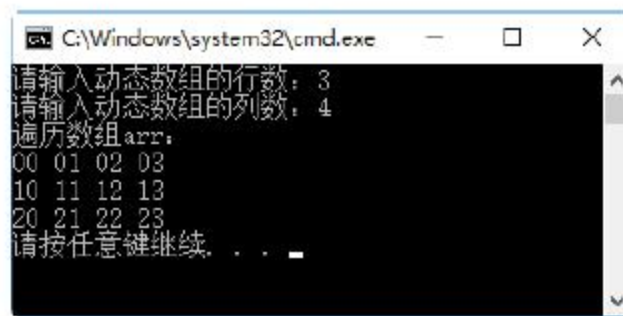 C:\Windows\system32\cmd.exe
请输入动态数组的行数：3
请输入动态数组的列数：4
遍历数组arr：
00 01 02 03
10 11 12 13
20 21 22 23
请按任意键继续. . .